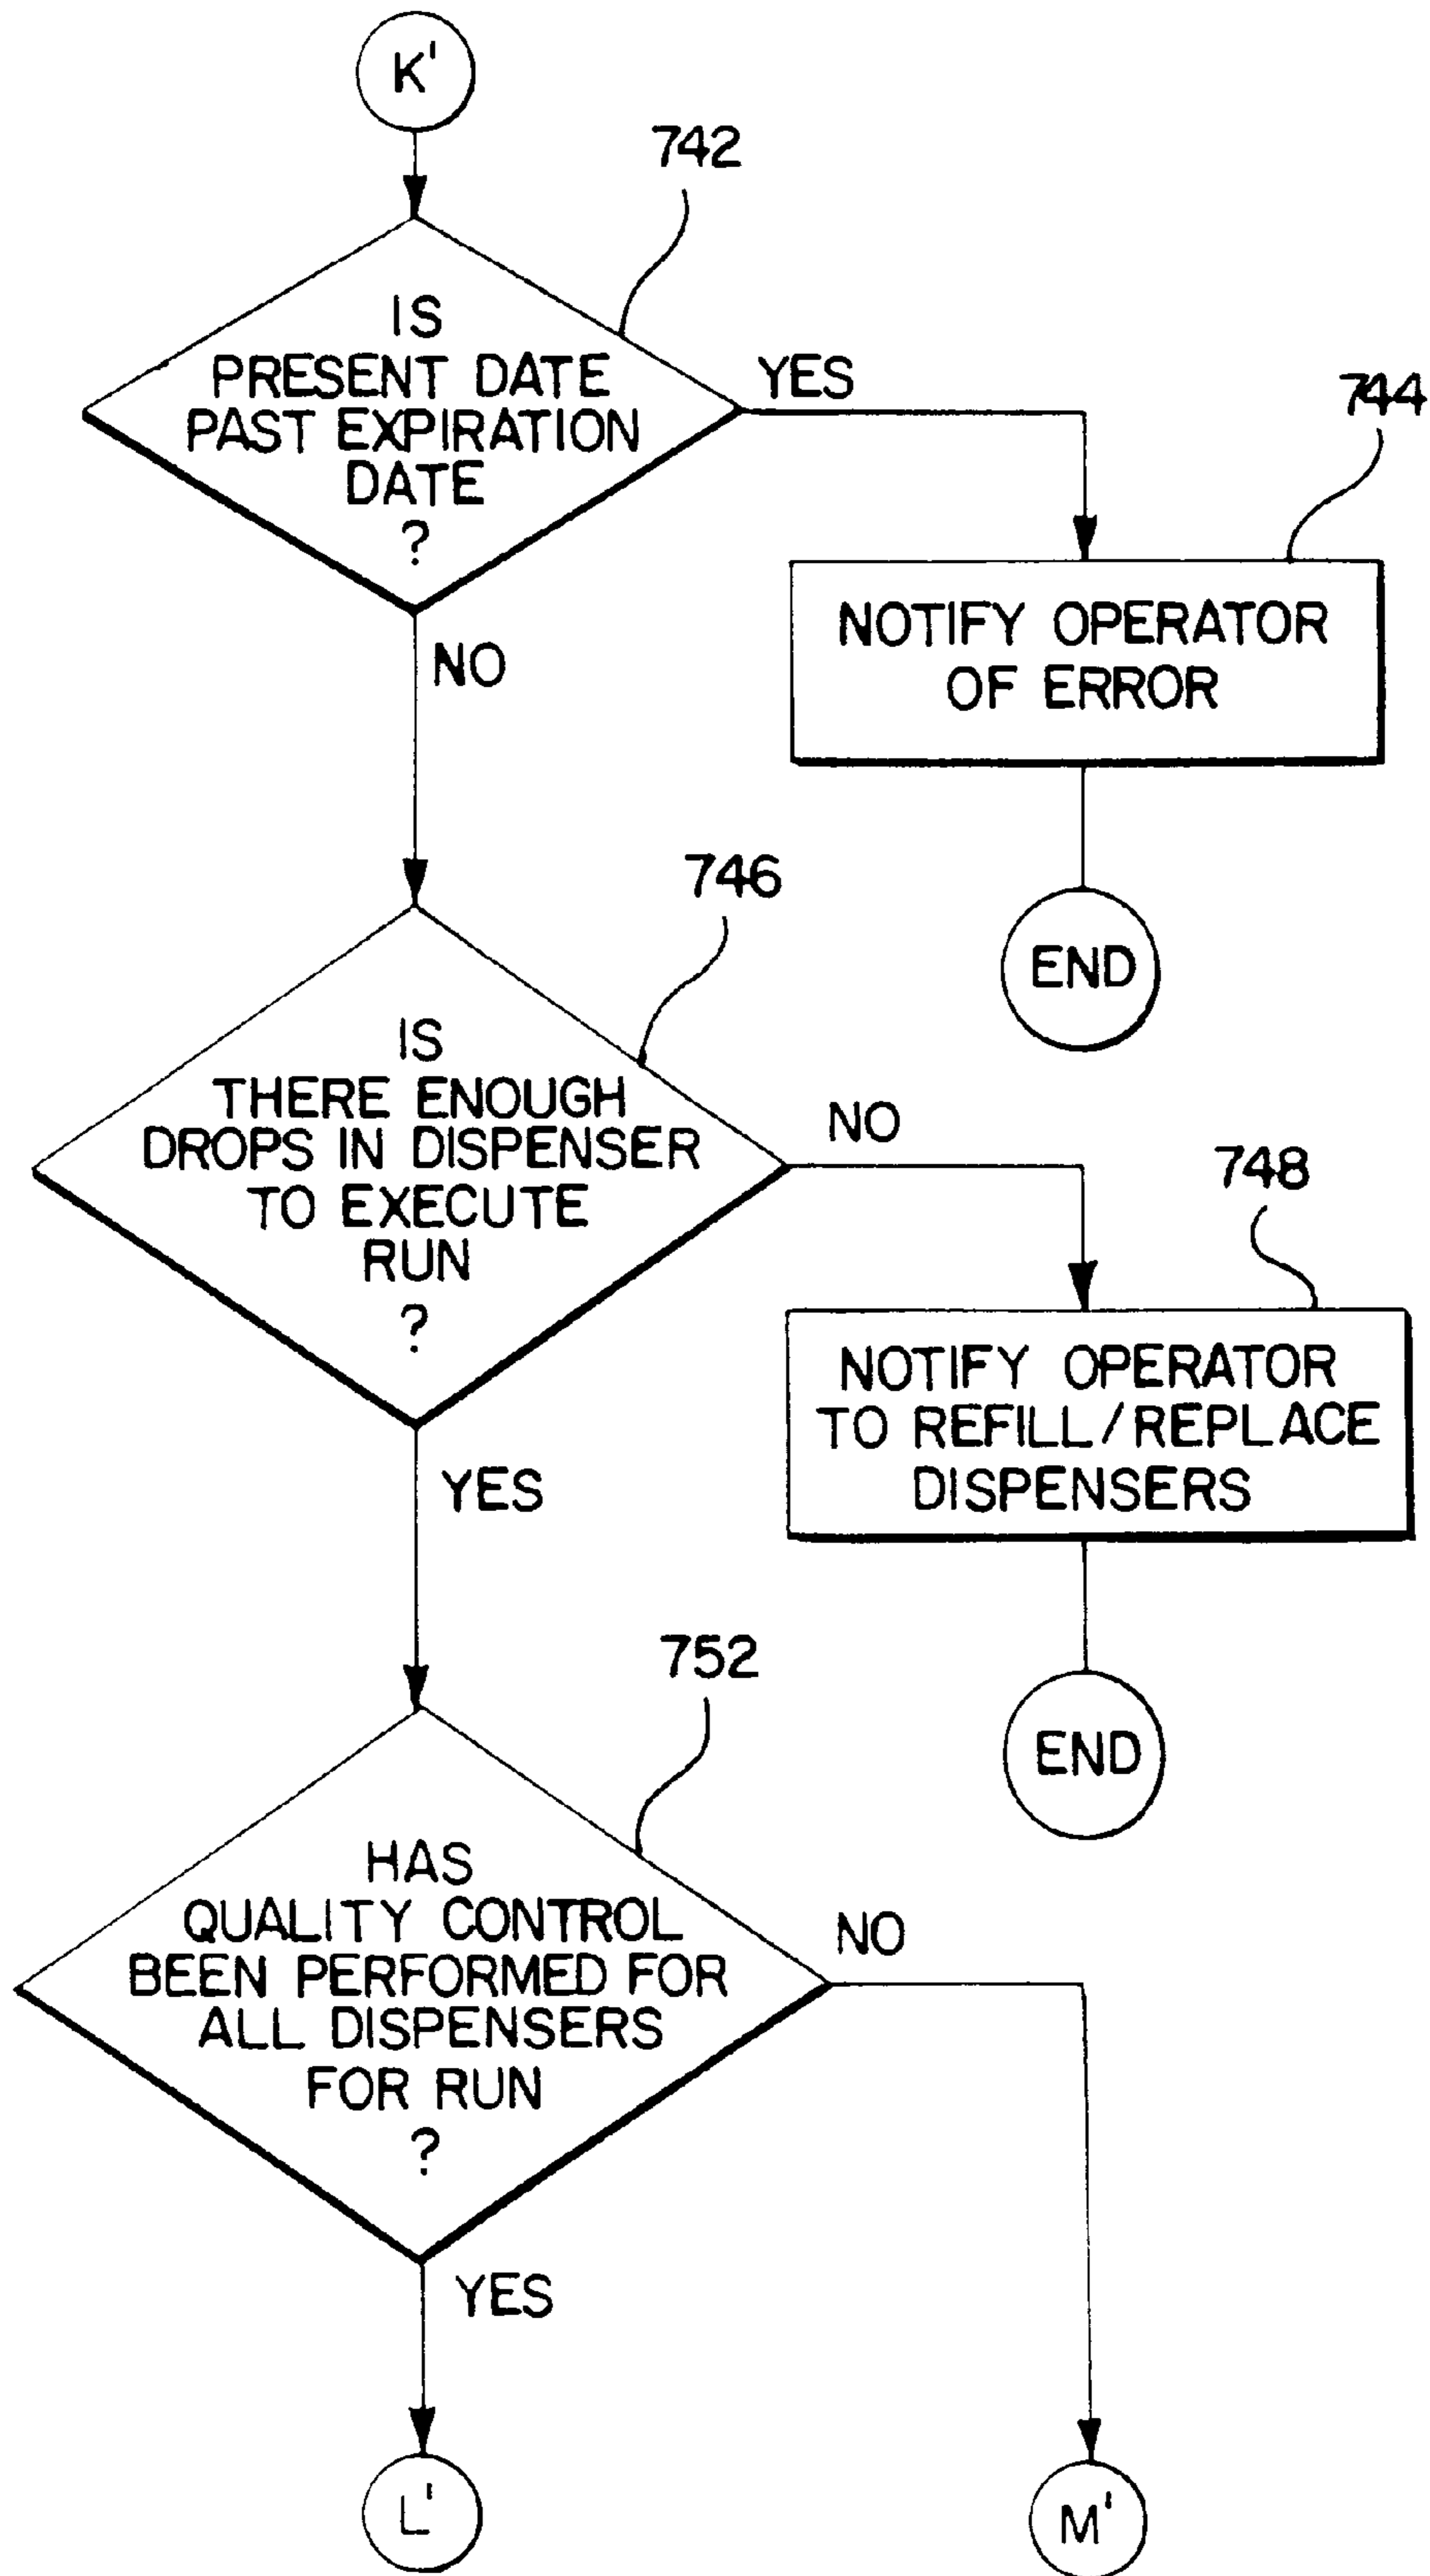 K'
742
IS
PRESENT DATE
PAST EXPIRATION
DATE
?
YES
744
NOTIFY OPERATOR
OF ERROR
END
NO
746
IS
THERE ENOUGH
DROPS IN DISPENSER
TO EXECUTE
RUN
?
NO
748
NOTIFY OPERATOR
TO REFILL/REPLACE
DISPENSERS
END
YES
752
HAS
QUALITY CONTROL
BEEN PERFORMED FOR
ALL DISPENSERS
FOR RUN
?
NO
YES
L'
M'